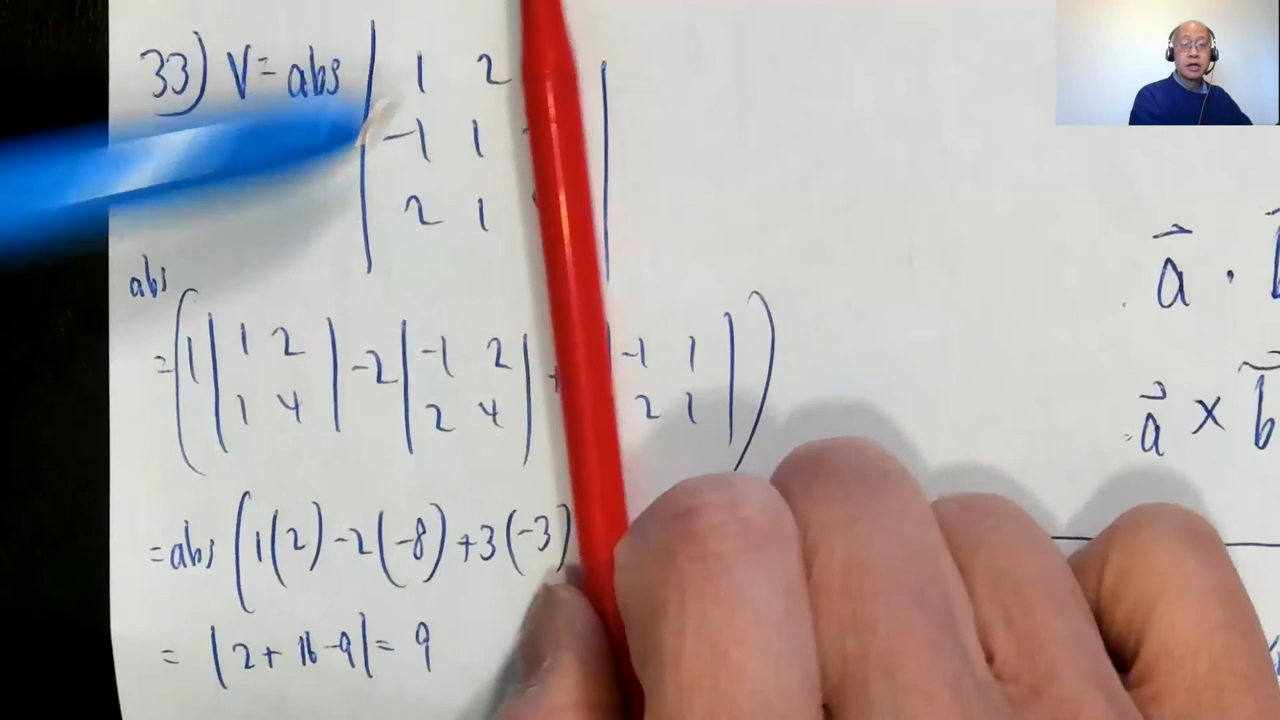 33) V = abs | 1 2 |
-1 1
2 1
abs
= ( 1 | 1 2 | -2 | -1 2 | + | -1 1 | )
1 4 2 4 2 1
= abs ( 1(2) -2(-8) +3(-3)
= | 2 + 16 -9 | = 9
a⃗ ·
a⃗ × b⃗